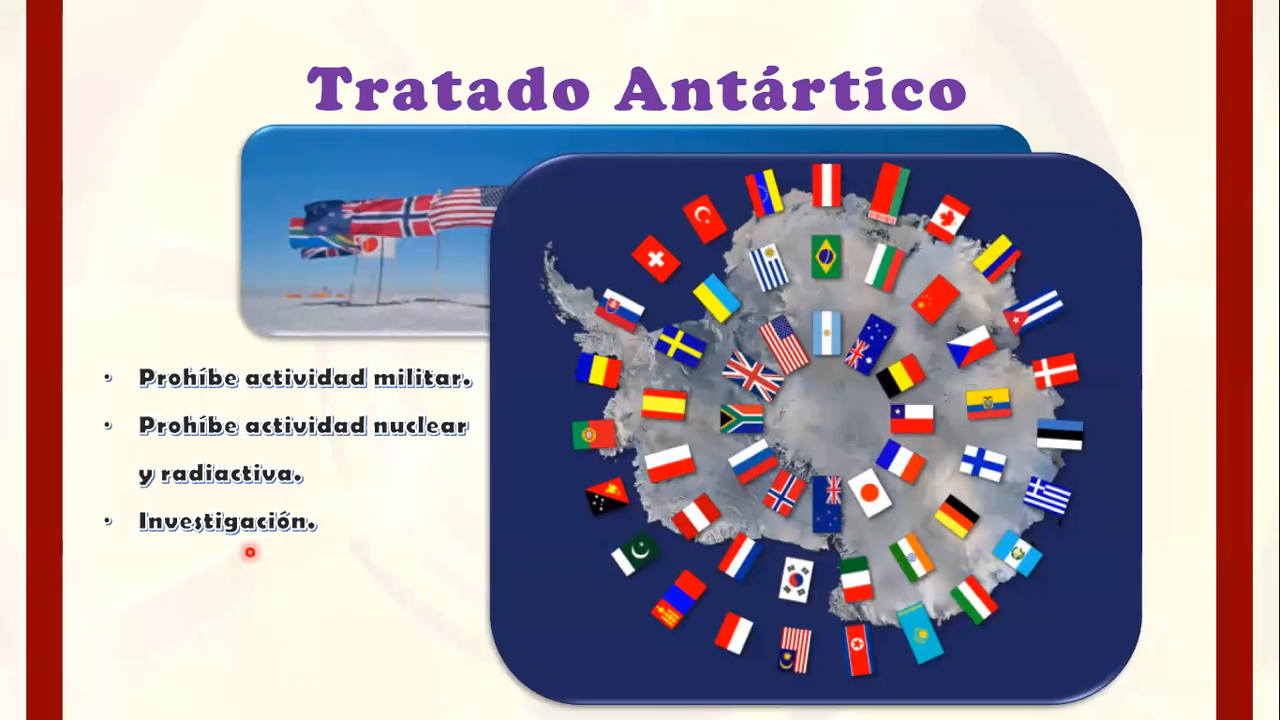 Tratado Antártico
• Prohíbe actividad militar.
• Prohíbe actividad nuclear
y radiactiva.
• Investigación.